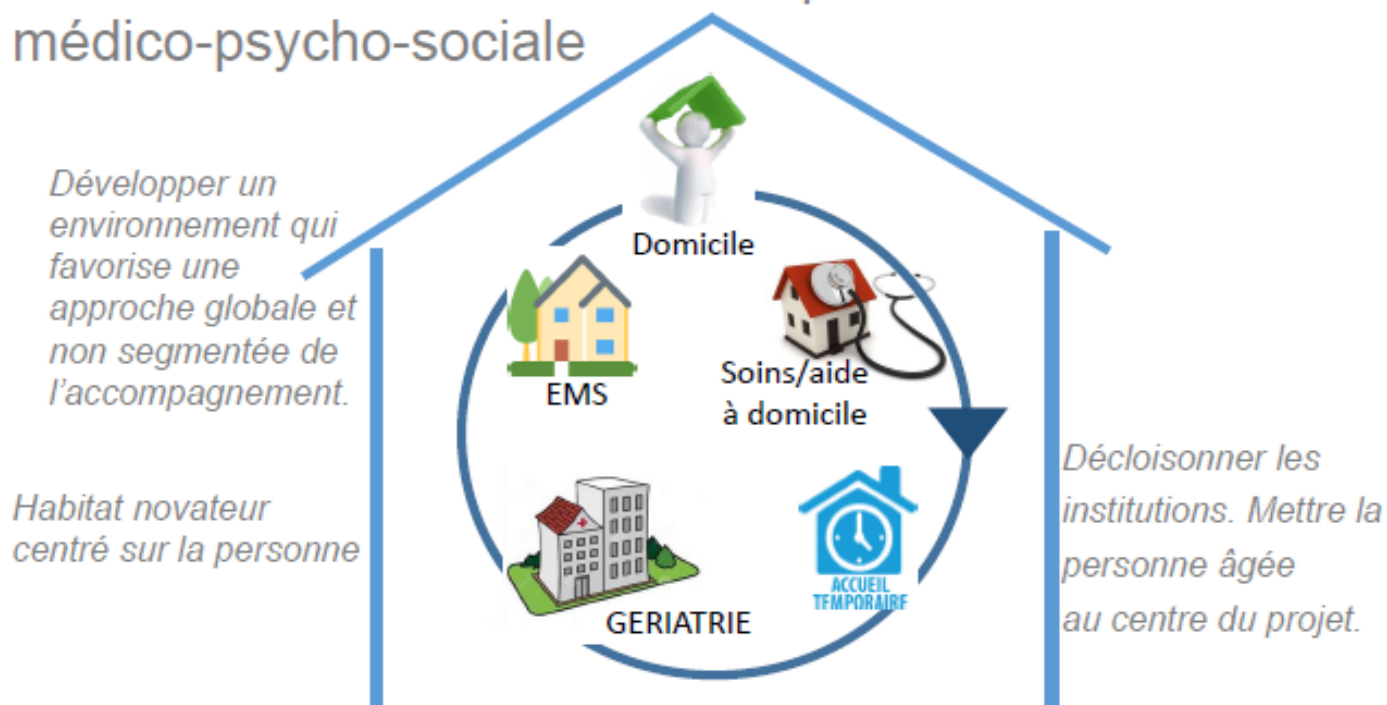 médico-psycho-sociale
Développer un
environnement qui
favorise une
approche globale et
non segmentée de
l'accompagnement.
Habitat novateur
centré sur la personne
Domicile
EMS
Soins/aide
à domicile
ACCUEIL
TEMPORAIRE
GERIATRIE
Décloisonner les
institutions. Mettre la
personne âgée
au centre du projet.